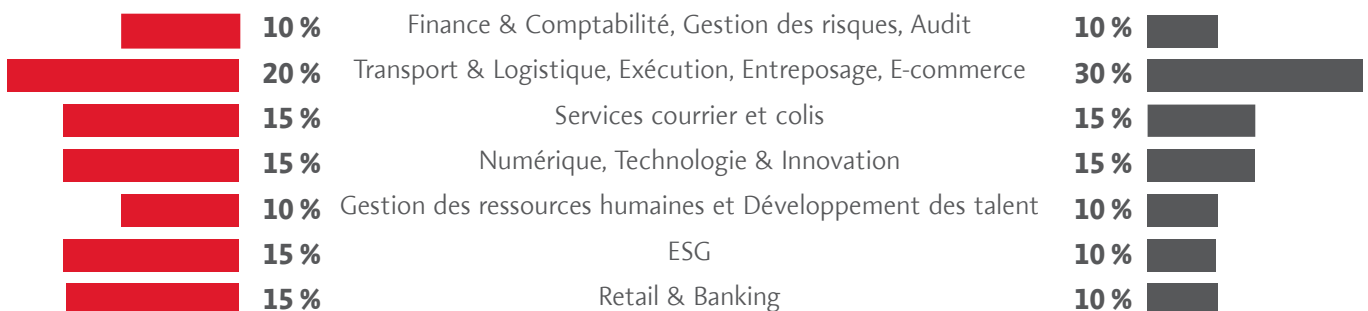 10 % Finance & Comptabilité, Gestion des risques, Audit 10 %
20 % Transport & Logistique, Exécution, Entreposage, E-commerce 30 %
15 % Services courrier et colis 15 %
15 % Numérique, Technologie & Innovation 15 %
10 % Gestion des ressources humaines et Développement des talent 10 %
15 % ESG 10 %
15 % Retail & Banking 10 %